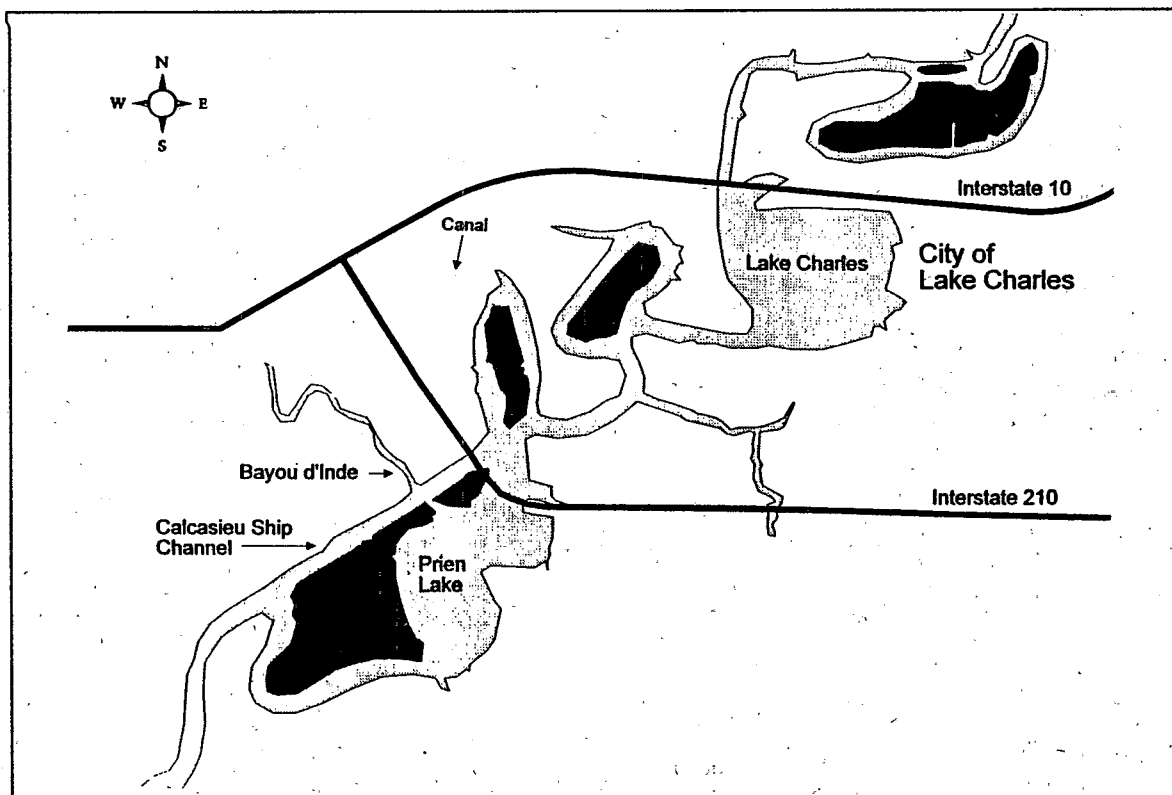 N
W E
S
Interstate 10
Canal
City of
Lake Charles
Lake Charles
Bayou d'Inde
Interstate 210
Calcasieu Ship
Channel
Prien
Lake